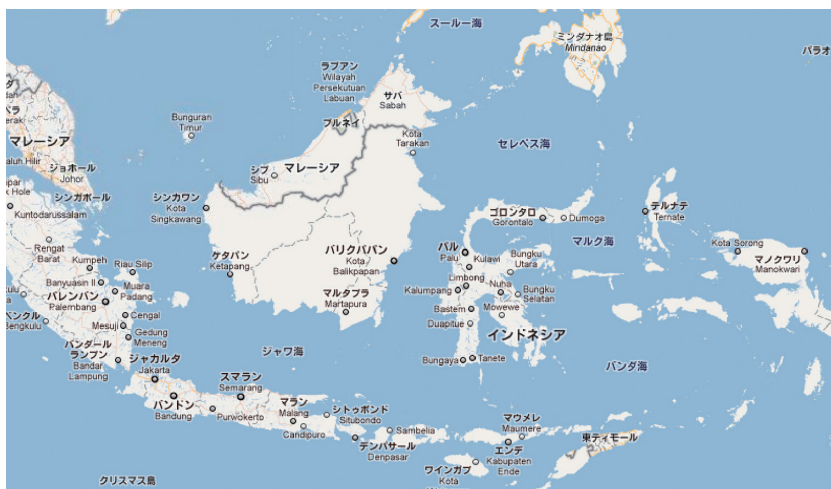 スールー海
ミンダナオ島
Mindanao
パラオ
ラブアン
Wilayah
Persekutuan
Labuan
サバ
Sabah
ブルネイ
Bunguran
Timur
マレーシア
ジョホール
Johor
シンガポール
Kota
Tarakan
セレベス海
シブ
Sibu
マレーシア
シンカワン
Kota
Singkawang
Kuntodarussalam
ゴロンタロ
Gorontalo
Dumoga
テルナテ
Ternate
マルク海
Kota Sorong
マノクワリ
Manokwari
Rengat
Barat
Kumpeh
Riau Silip
Banyuasin II
Muara
Padang
パレンバン
Palembang
ケタパン
Ketapang
バリクパパン
Kota
Balikpapan
パル
Palu
Kulawi
Bungku
Utara
Limbong
Kalumpang
Nuha
Bungku
Selatan
マルタプラ
Martapura
Bastem
Mowewe
Duapitue
インドネシア
Cengal
Mesuji
Gedung
Meneng
Bengkulu
バンダール
ランプン
Bandar
Lampung
ジャカルタ
Jakarta
ジャワ海
Bungaya
Tanete
バンダ海
スマラン
Semarang
バンドン
Bandung
Purwokerto
マラン
Malang
Candipuro
シトゥボンド
Situbondo
Sambelia
デンパサール
Denpasar
マウメレ
Maumere
エンデ
Kabupaten
Ende
ワインガプ
Kota
東ティモール
クリスマス島